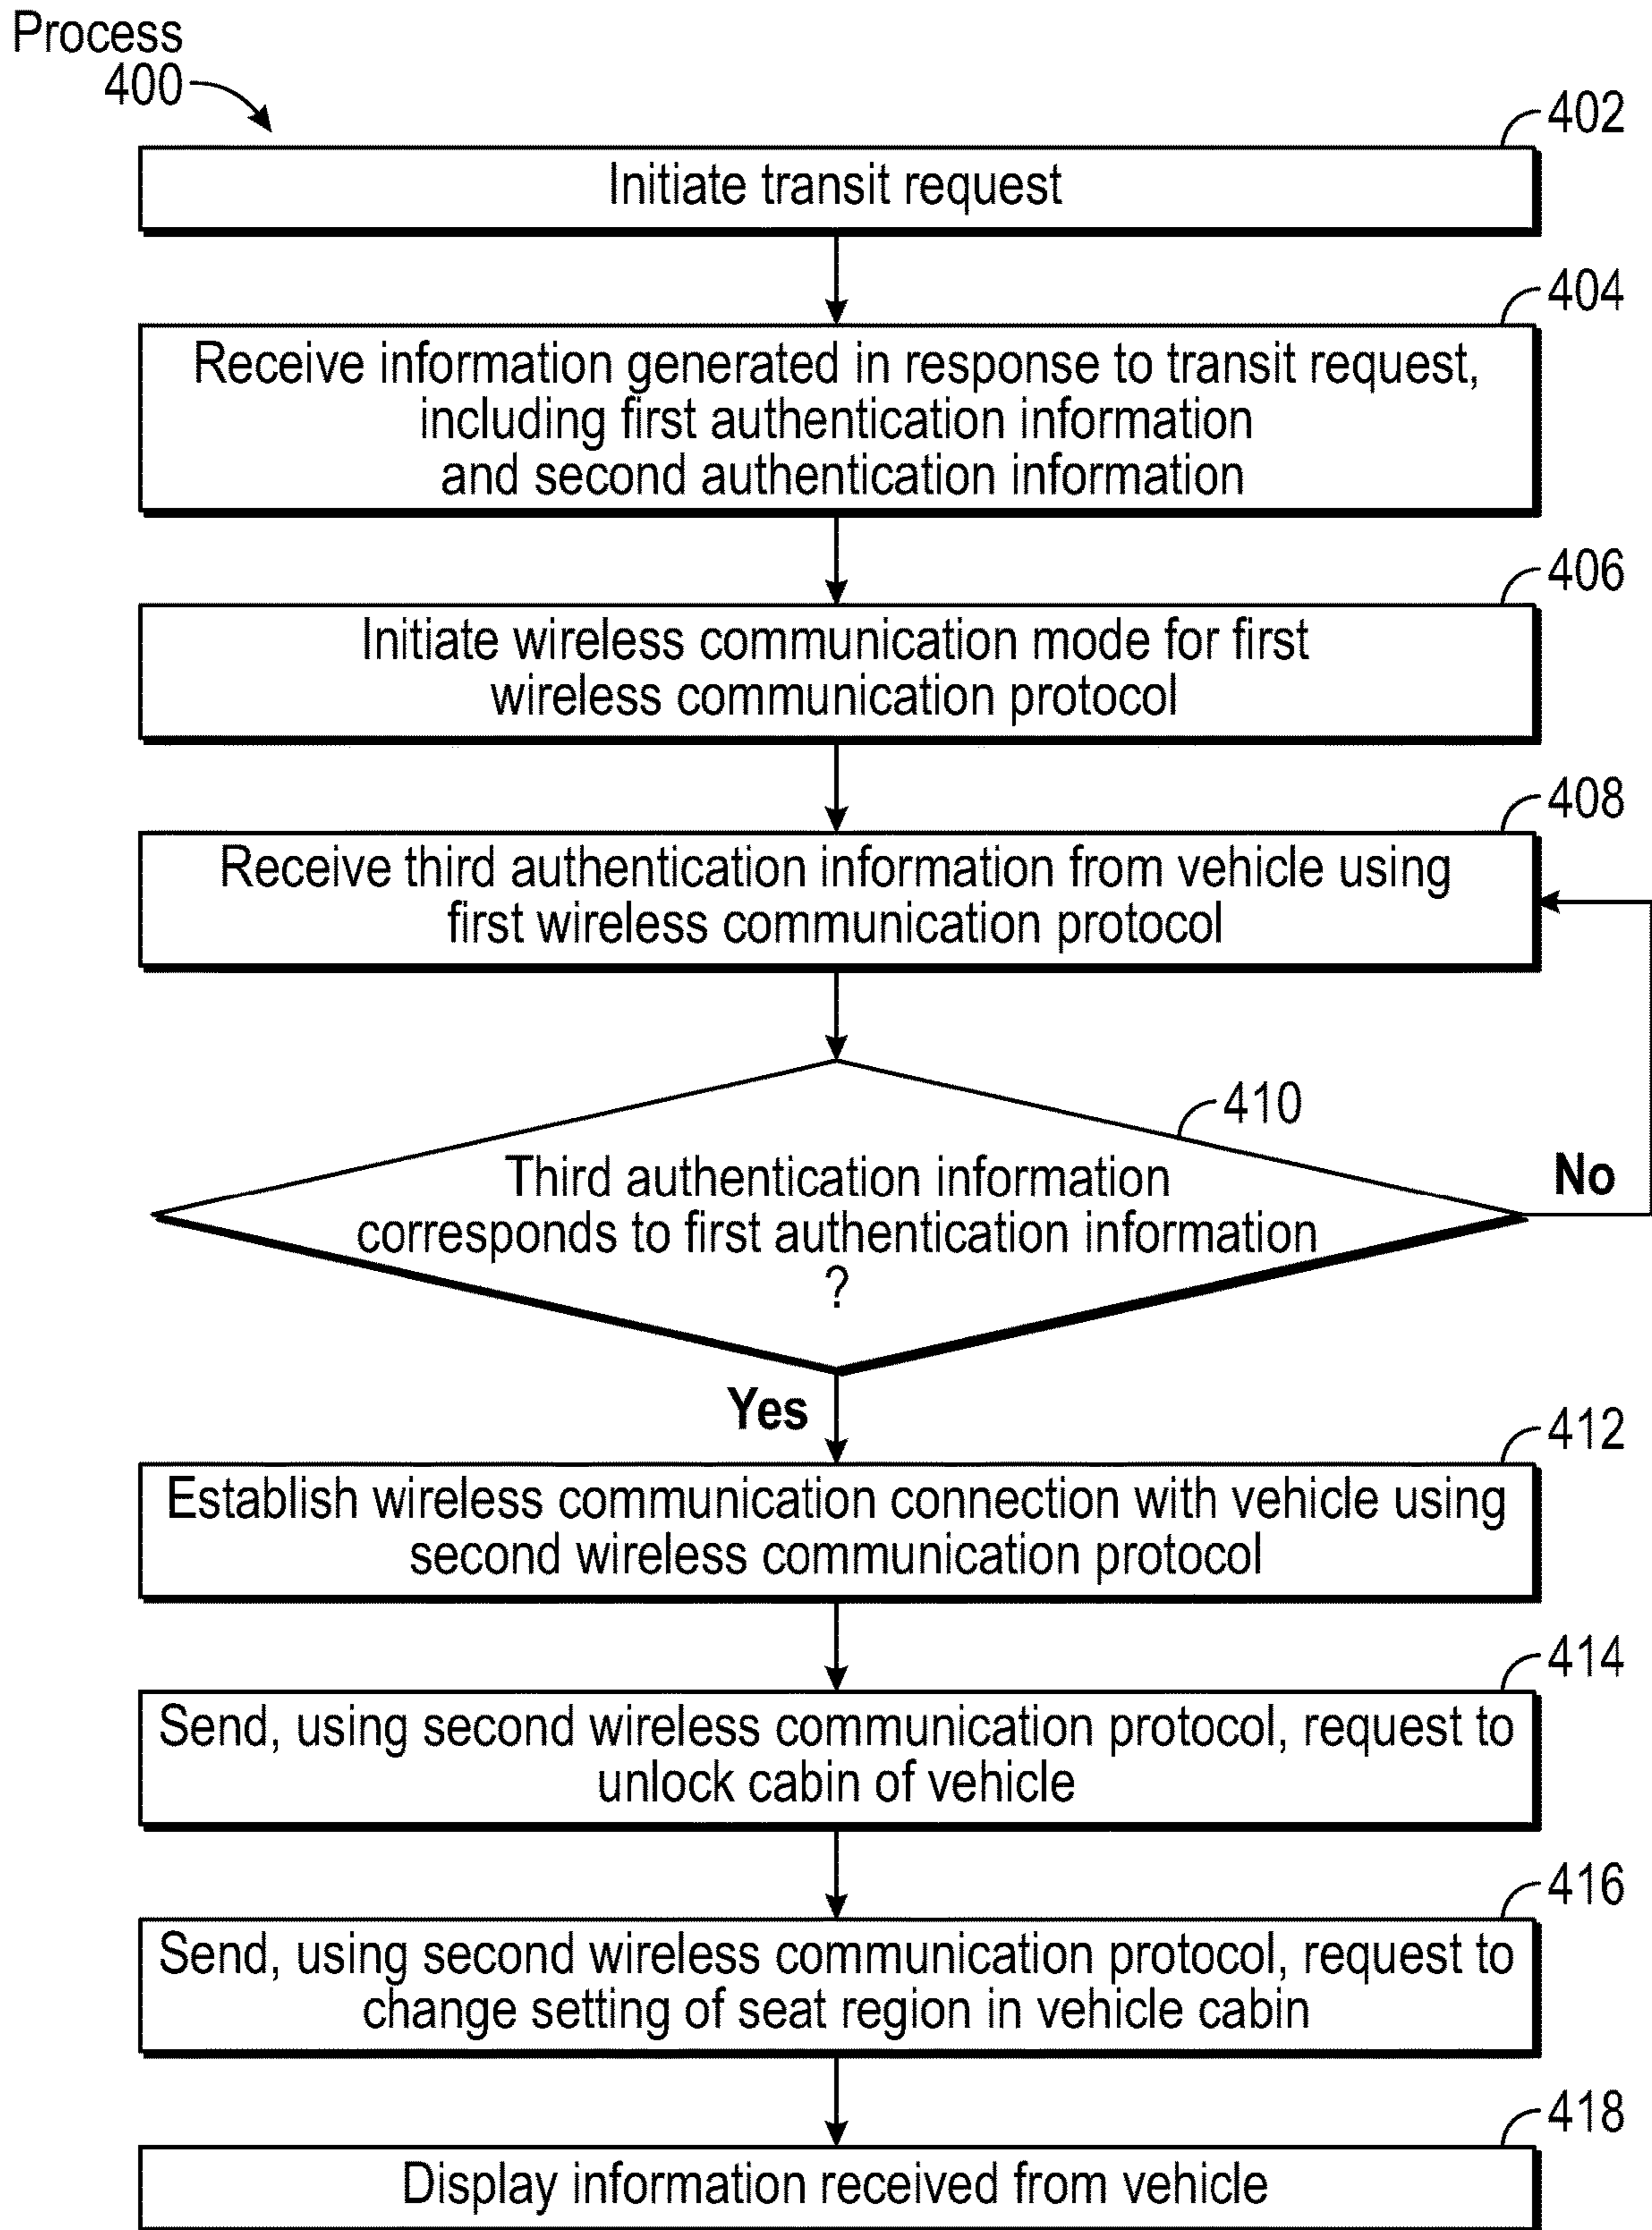 Process
400
402
Initiate transit request
404
Receive information generated in response to transit request,
including first authentication information
and second authentication information
406
Initiate wireless communication mode for first
wireless communication protocol
408
Receive third authentication information from vehicle using
first wireless communication protocol
410
Third authentication information
corresponds to first authentication information
?
No
Yes
412
Establish wireless communication connection with vehicle using
second wireless communication protocol
414
Send, using second wireless communication protocol, request to
unlock cabin of vehicle
416
Send, using second wireless communication protocol, request to
change setting of seat region in vehicle cabin
418
Display information received from vehicle